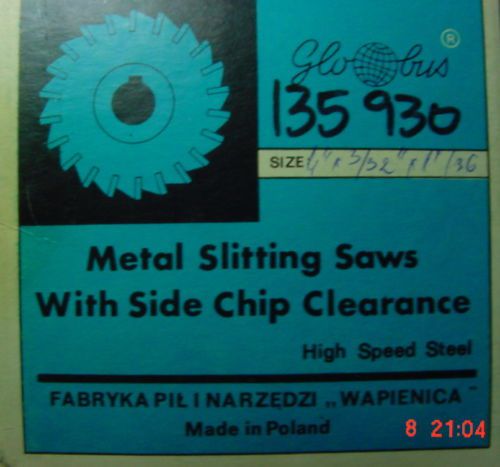 Globus ®
135 930
SIZE 4" x 3/32" x 1" /36
Metal Slitting Saws
With Side Chip Clearance
High Speed Steel
FABRYKA PIŁ I NARZĘDZI „WAPIENICA"
Made in Poland
8 21:04